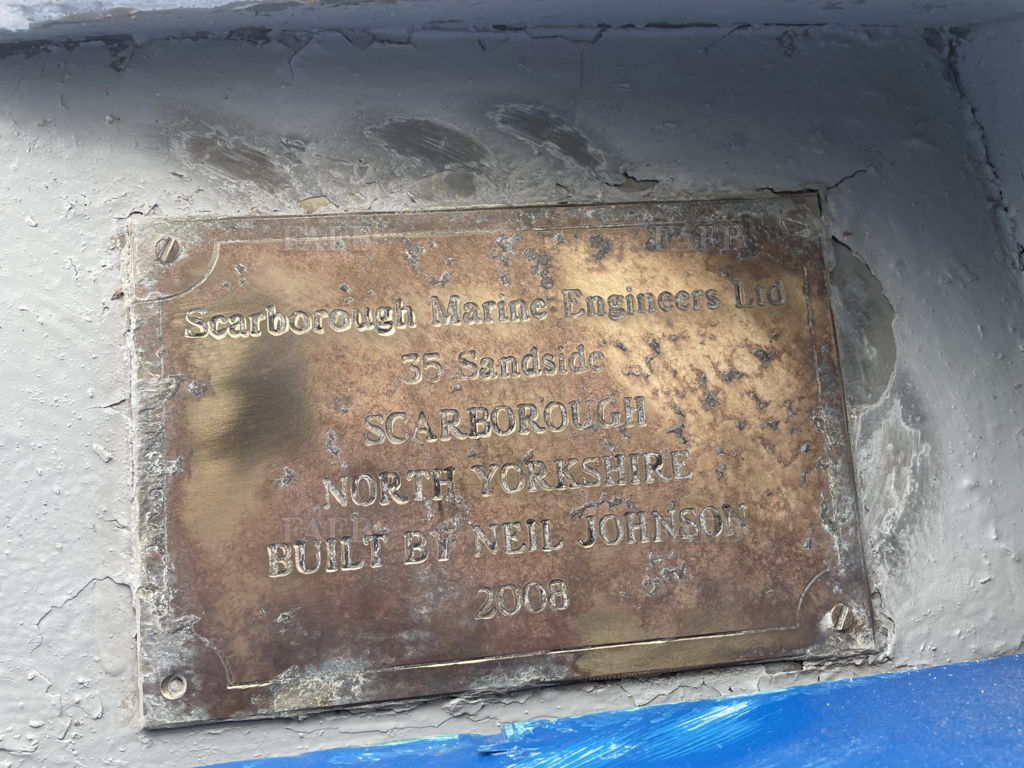 Scarborough Marine Engineers Ltd
35 Sandside
SCARBOROUGH
NORTH YORKSHIRE
BUILT BY NEIL JOHNSON
2008